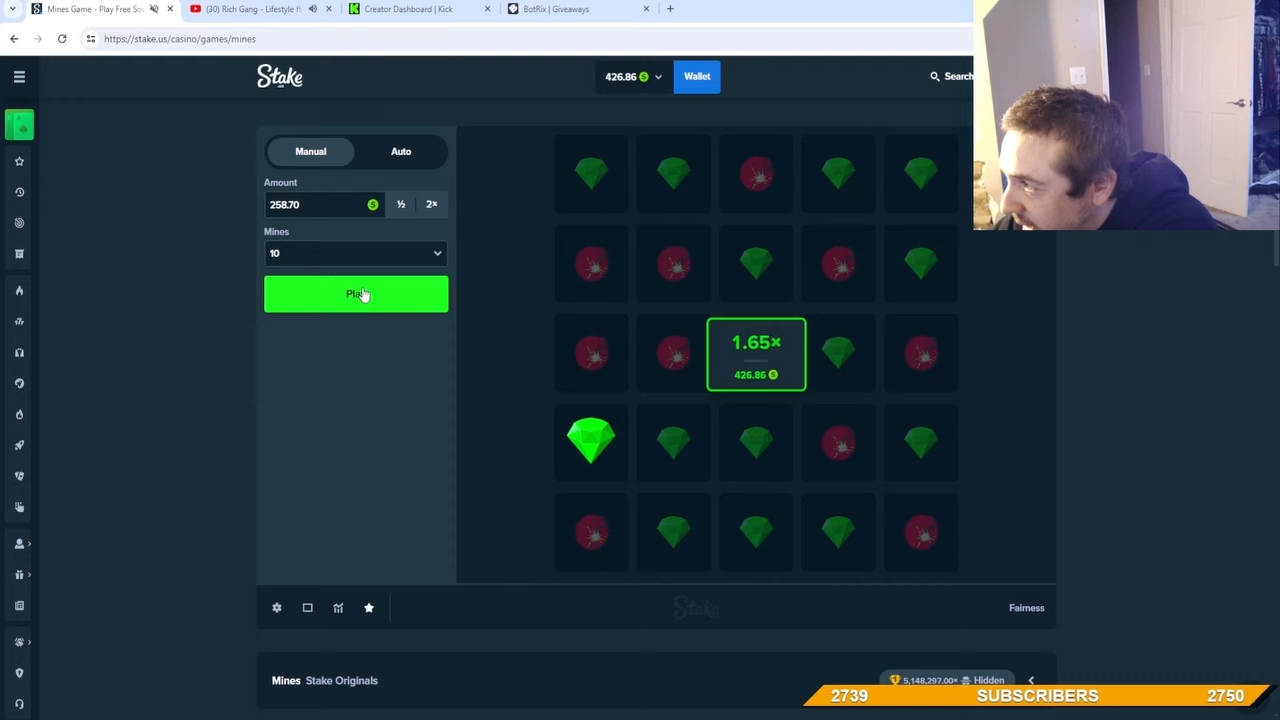 Mines Game - Play Free So
(30) Rich Gang - Lifestyle ft.
Creator Dashboard | Kick
BotRix | Giveaways
https://stake.us/casino/games/mines
Stake
426.86
Wallet
Search
Manual
Auto
Amount
258.70
½
2×
Mines
10
1.65×
426.86
Stake
Fairness
Mines Stake Originals
5,148,297.00×
Hidden
2739 SUBSCRIBERS 2750